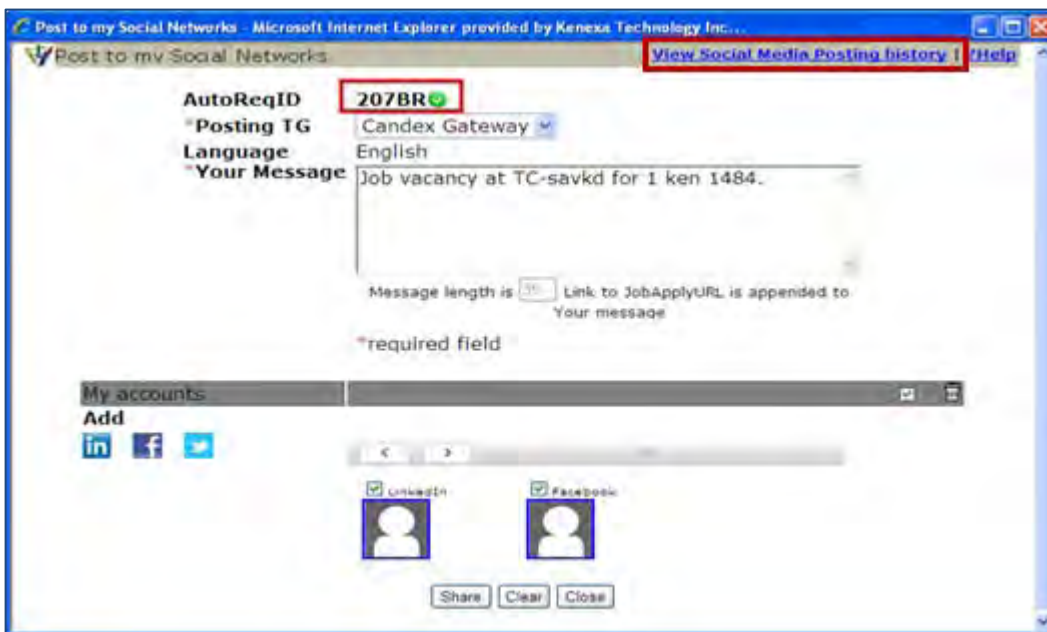 Post to my Social Networks - Microsoft Internet Explorer provided by Kenexa Technology Inc...
Post to my Social Networks
View Social Media Posting history | ?Help
AutoReqID 207BR
*Posting TG Candex Gateway
Language English
*Your Message Job vacancy at TC-savkd for 1 ken 1484.
Message length is Link to JobApplyURL is appended to
Your message
*required field
My accounts
Add
in f
< >
LinkedIn Facebook
Share Clear Close